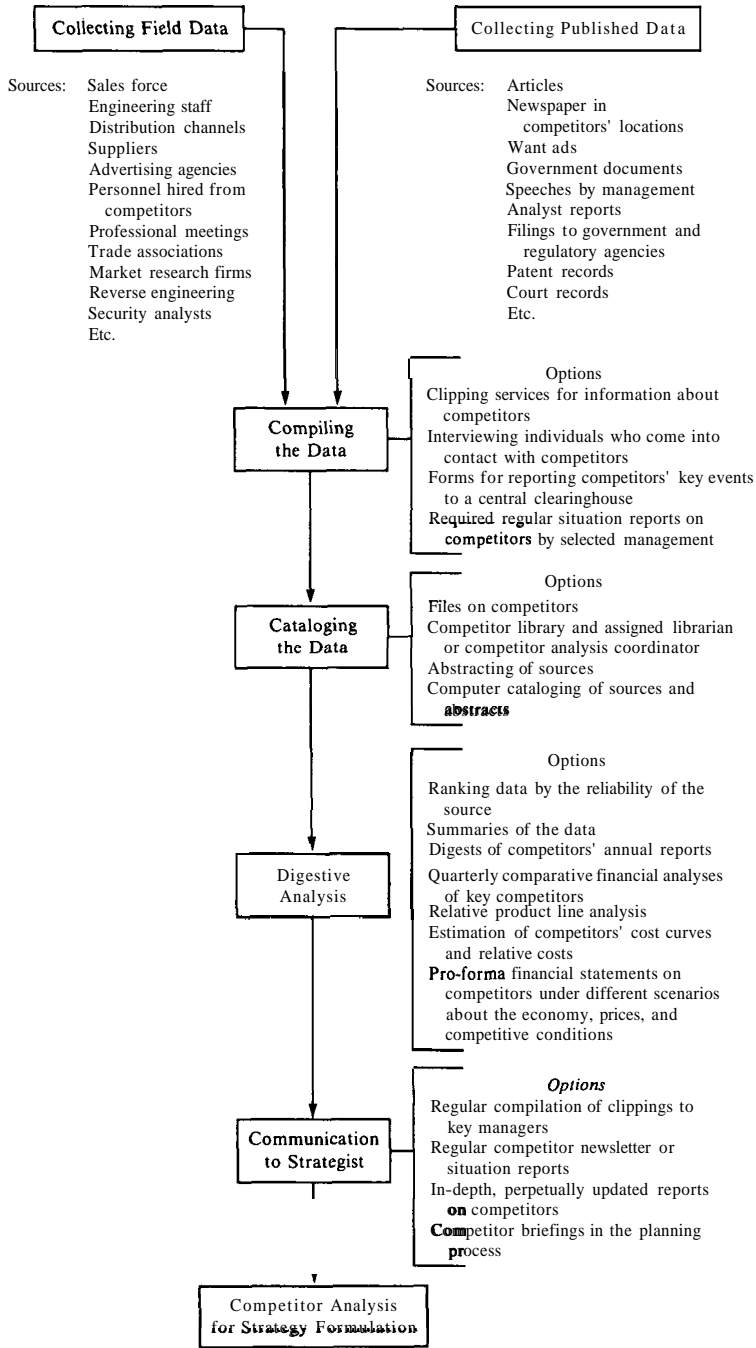 Collecting Field Data
Sources: Sales force
Engineering staff
Distribution channels
Suppliers
Advertising agencies
Personnel hired from
competitors
Professional meetings
Trade associations
Market research firms
Reverse engineering
Security analysts
Etc.
Collecting Published Data
Sources: Articles
Newspaper in
competitors' locations
Want ads
Government documents
Speeches by management
Analyst reports
Filings to government and
regulatory agencies
Patent records
Court records
Etc.
Compiling
the Data
Options
Clipping services for information about
competitors
Interviewing individuals who come into
contact with competitors
Forms for reporting competitors' key events
to a central clearinghouse
Required regular situation reports on
competitors by selected management
Cataloging
the Data
Options
Files on competitors
Competitor library and assigned librarian
or competitor analysis coordinator
Abstracting of sources
Computer cataloging of sources and
abstracts
Digestive
Analysis
Options
Ranking data by the reliability of the
source
Summaries of the data
Digests of competitors' annual reports
Quarterly comparative financial analyses
of key competitors
Relative product line analysis
Estimation of competitors' cost curves
and relative costs
Pro-forma financial statements on
competitors under different scenarios
about the economy, prices, and
competitive conditions
Communication
to Strategist
Options
Regular compilation of clippings to
key managers
Regular competitor newsletter or
situation reports
In-depth, perpetually updated reports
on competitors
Competitor briefings in the planning
process
Competitor Analysis
for Strategy Formulation